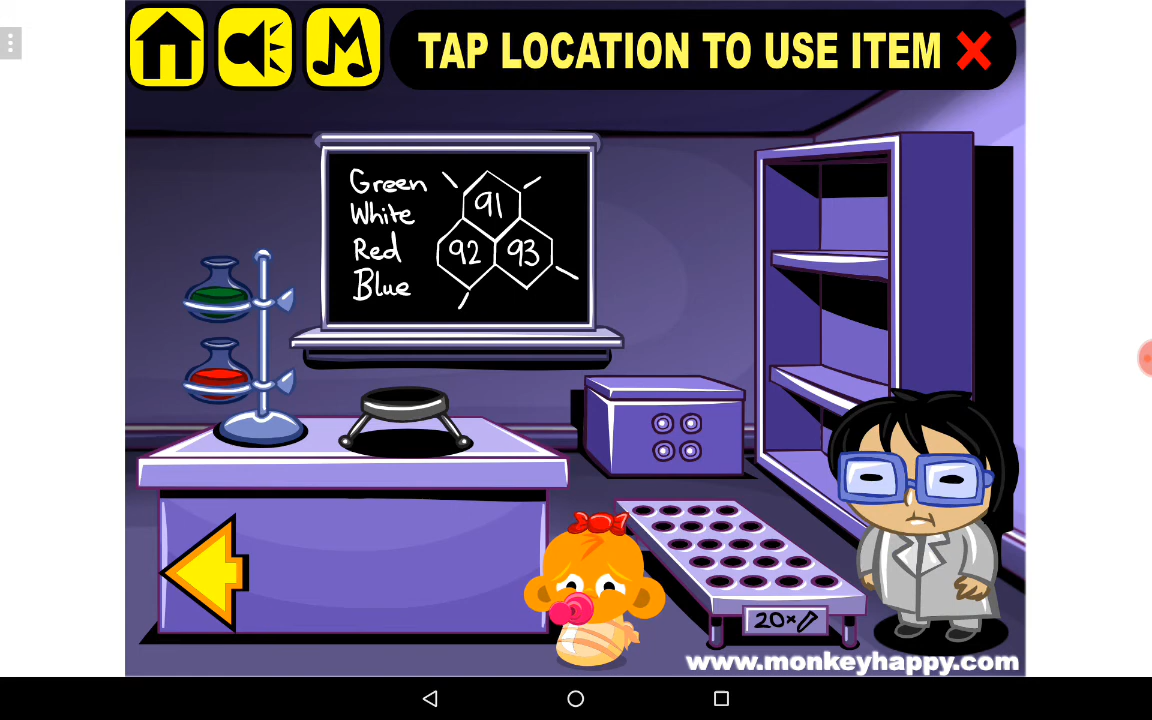 TAP LOCATION TO USE ITEM
Green
White
Red
Blue
91
92 93
20×
www.monkeyhappy.com